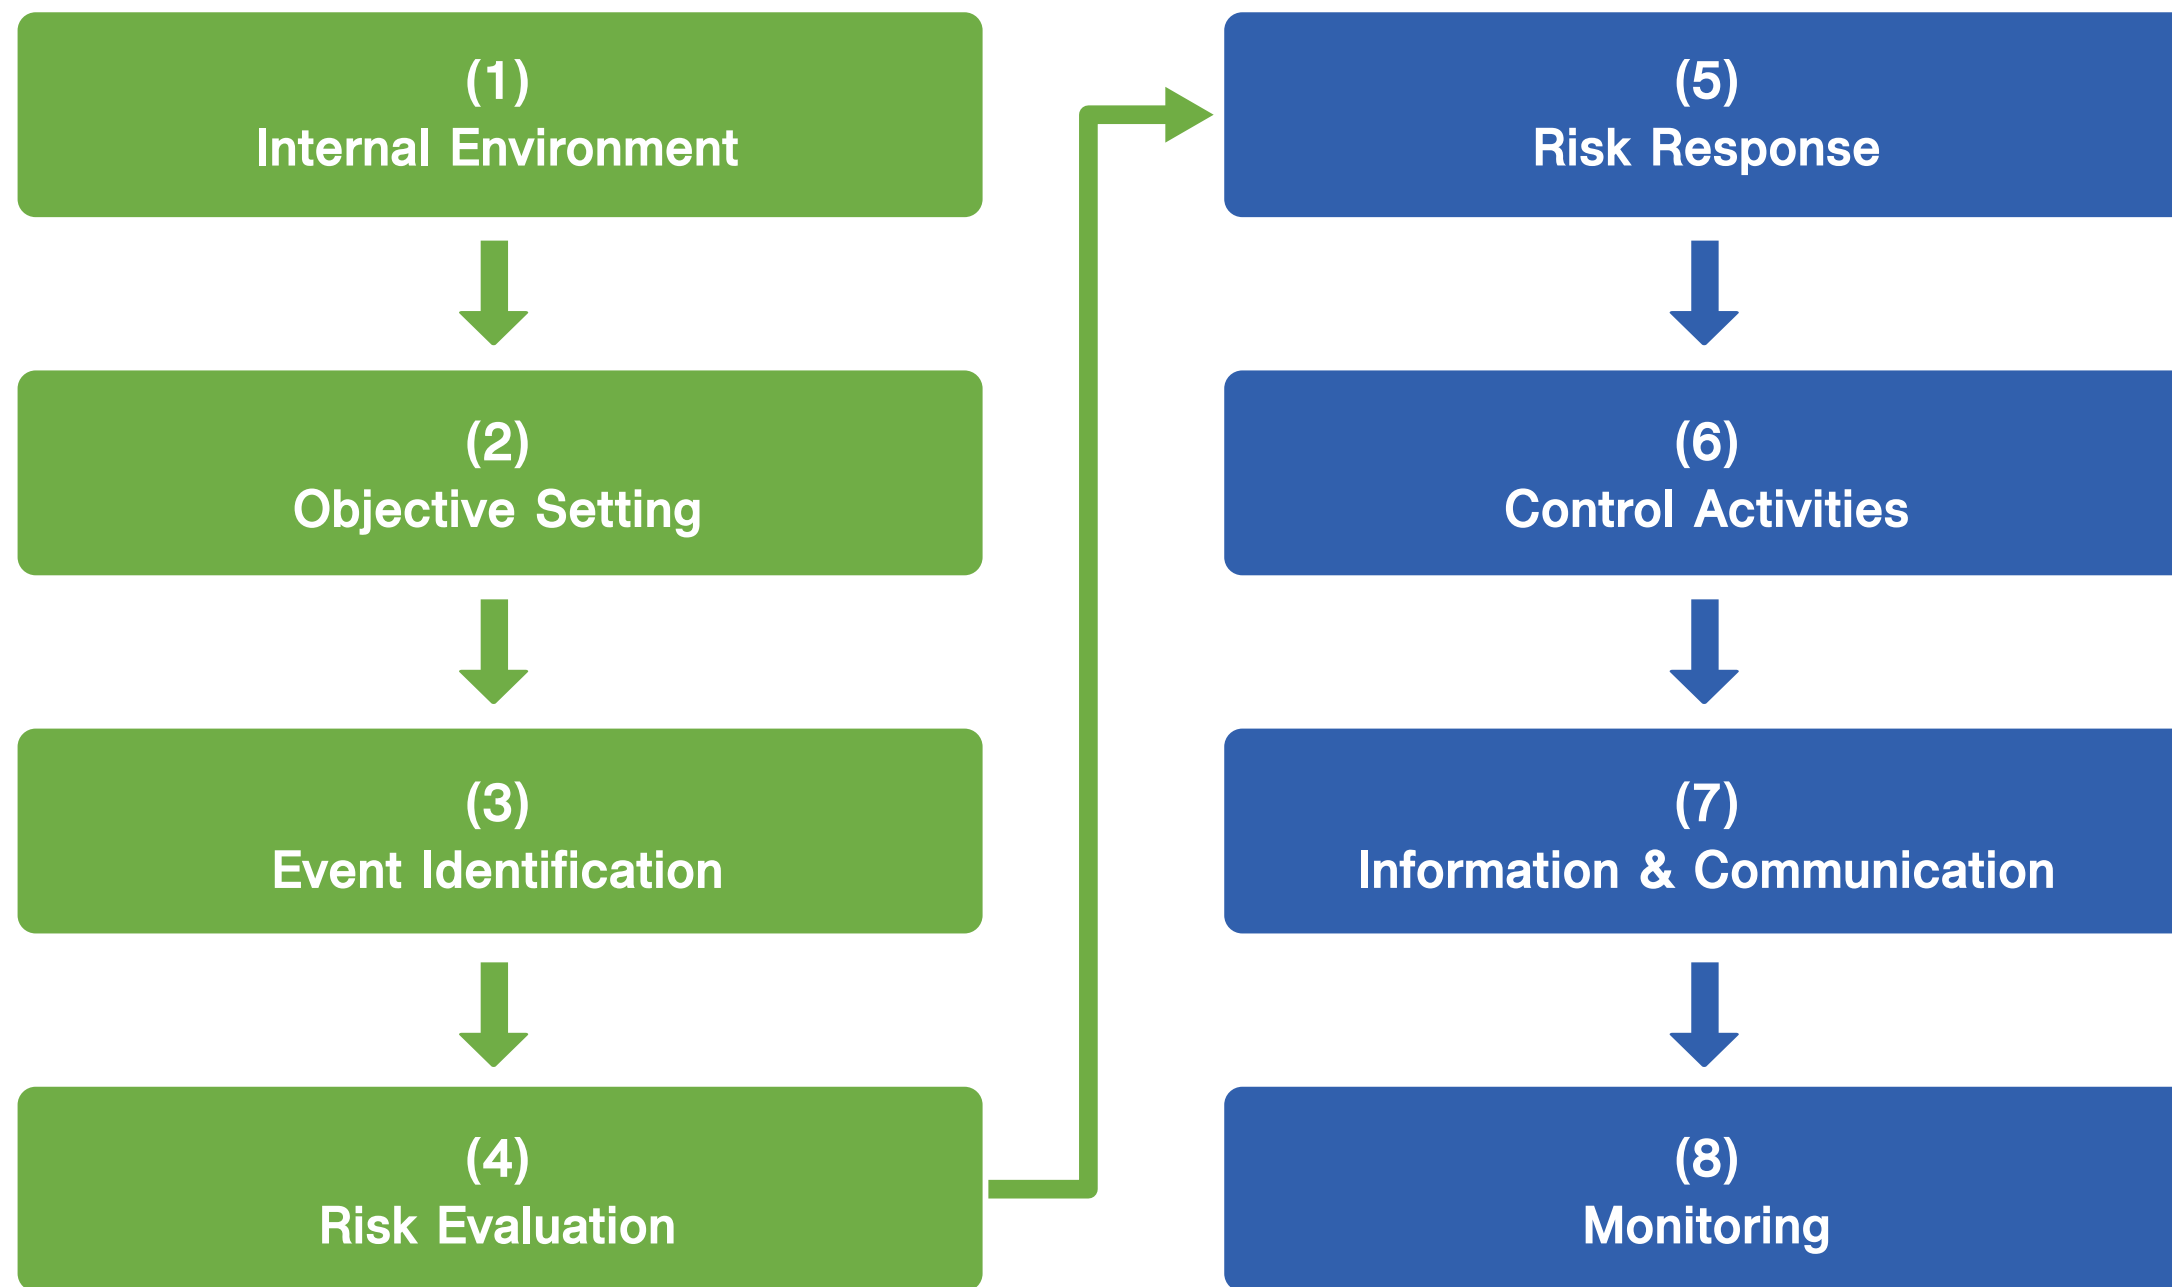 (1)
Internal Environment
(2)
Objective Setting
(3)
Event Identification
(4)
Risk Evaluation
(5)
Risk Response
(6)
Control Activities
(7)
Information & Communication
(8)
Monitoring